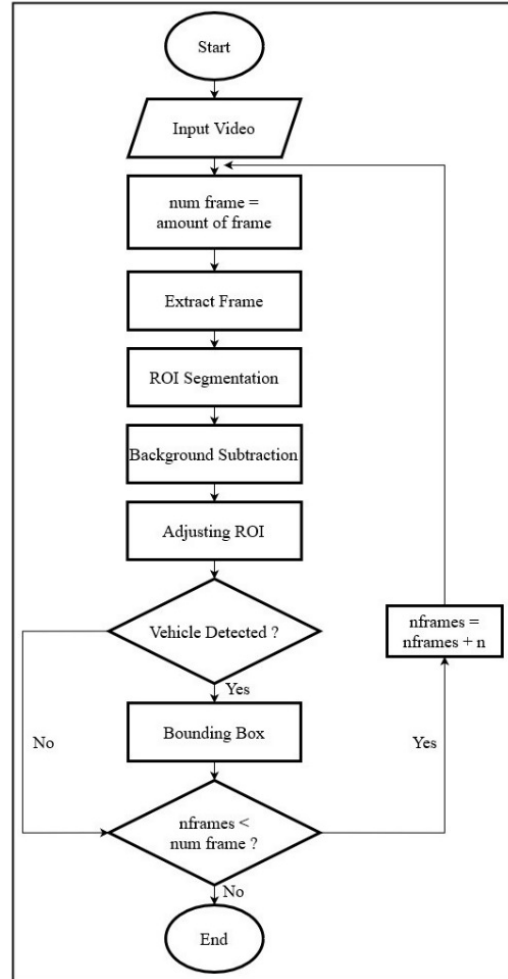 Start
Input Video
num frame =
amount of frame
Extract Frame
ROI Segmentation
Background Subtraction
Adjusting ROI
Vehicle Detected ?
nframes =
nframes + n
Yes
Bounding Box
No
Yes
nframes <
num frame ?
No
End